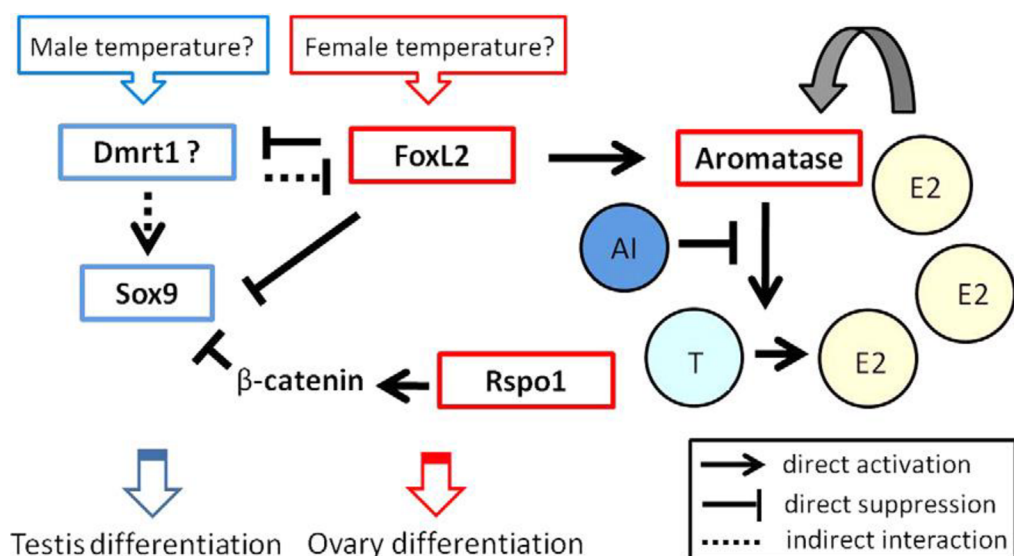 Male temperature?
Female temperature?
Dmrt1 ?
FoxL2
Aromatase
E2
AI
E2
Sox9
T
E2
β-catenin
Rspo1
direct activation
direct suppression
indirect interaction
Testis differentiation
Ovary differentiation